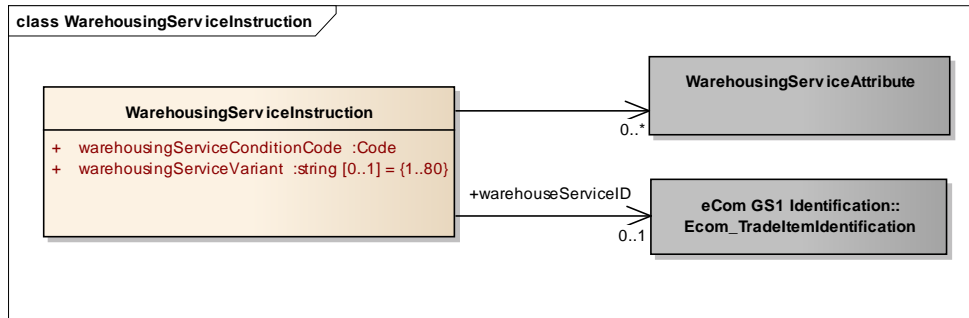 class WarehousingServiceInstruction
WarehousingServiceInstruction
+ warehousingServiceConditionCode :Code
+ warehousingServiceVariant :string [0..1] = {1..80}
WarehousingServiceAttribute
0..*
+warehouseServiceID
0..1
eCom GS1 Identification::
Ecom_TradeItemIdentification